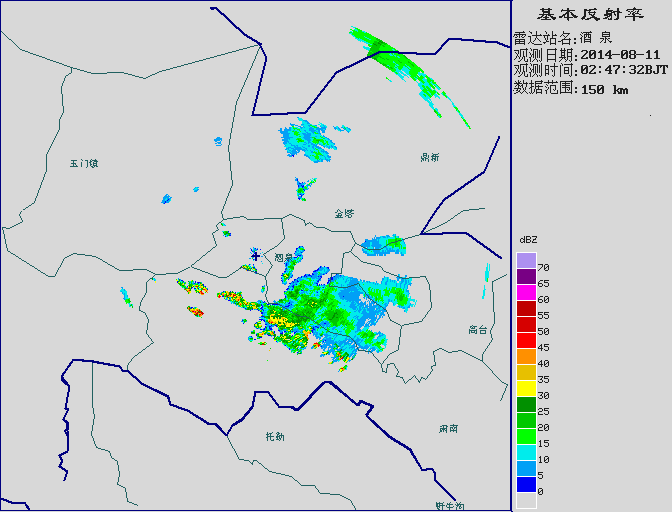 基本反射率
雷达站名:酒 泉
观测日期:2014-08-11
观测时间:02:47:32BJT
数据范围:150 km
玉门镇
鼎新
金塔
酒泉
高台
托勒
肃南
野牛沟
dBZ
70
65
60
55
50
45
40
35
30
25
20
15
10
5
0